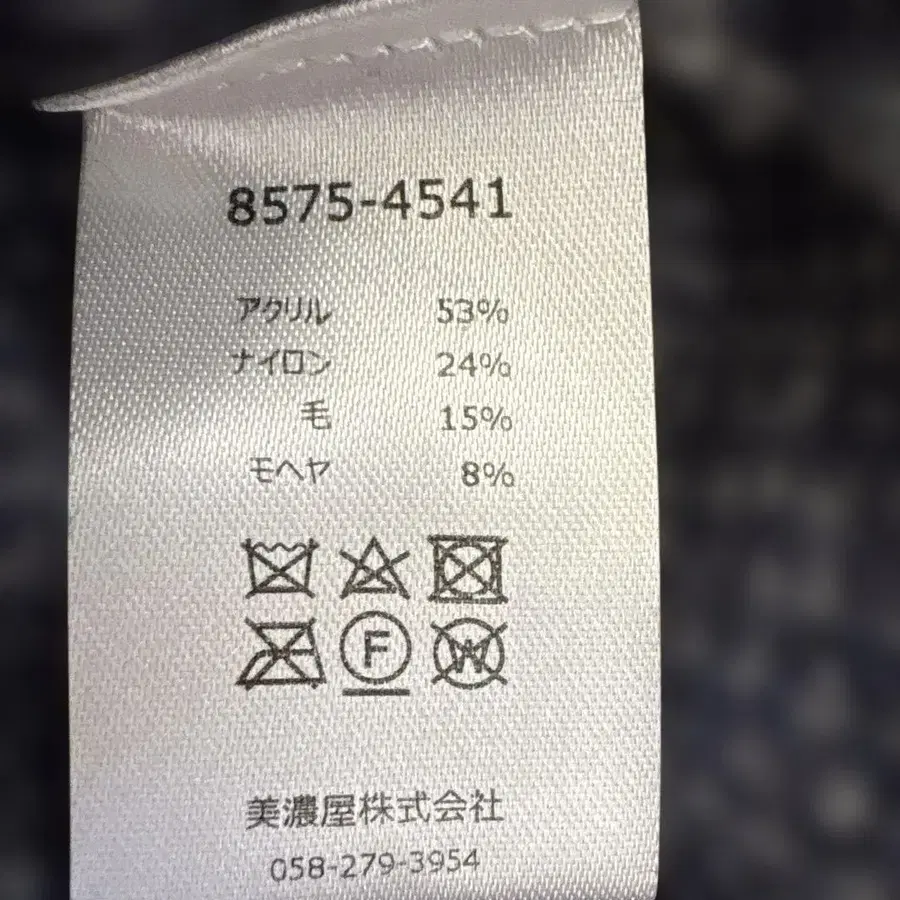 8575-4541
アクリル 53%
ナイロン 24%
毛 15%
モヘヤ 8%
F W
美濃屋株式会社
058-279-3954